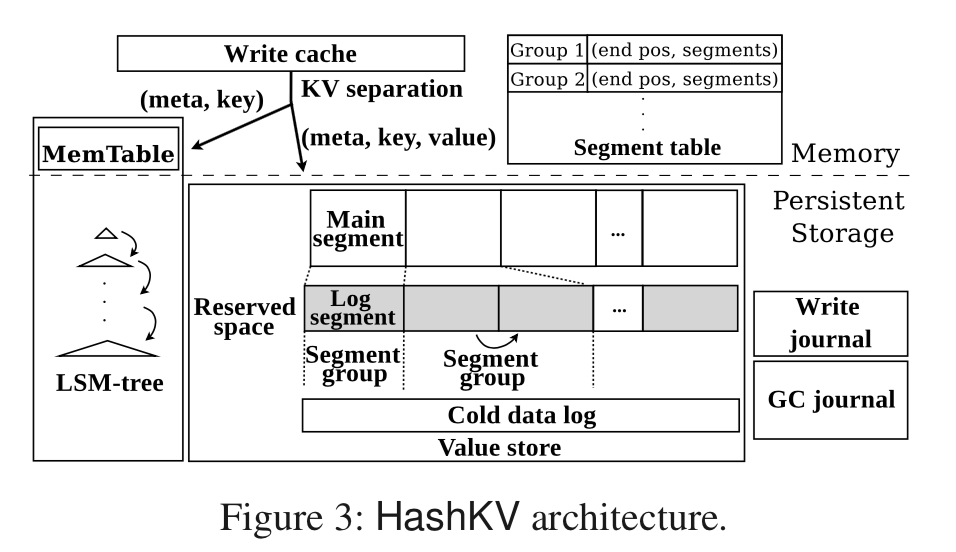 Write cache
KV separation
(meta, key)
(meta, key, value)
Group 1 (end pos, segments)
Group 2 (end pos, segments)
.
.
.
Segment table
MemTable
Memory
Persistent
Storage
LSM-tree
Main
segment
...
Reserved
space
Log
segment
...
Segment
group
Segment
group
Cold data log
Value store
Write
journal
GC journal
Figure 3: HashKV architecture.